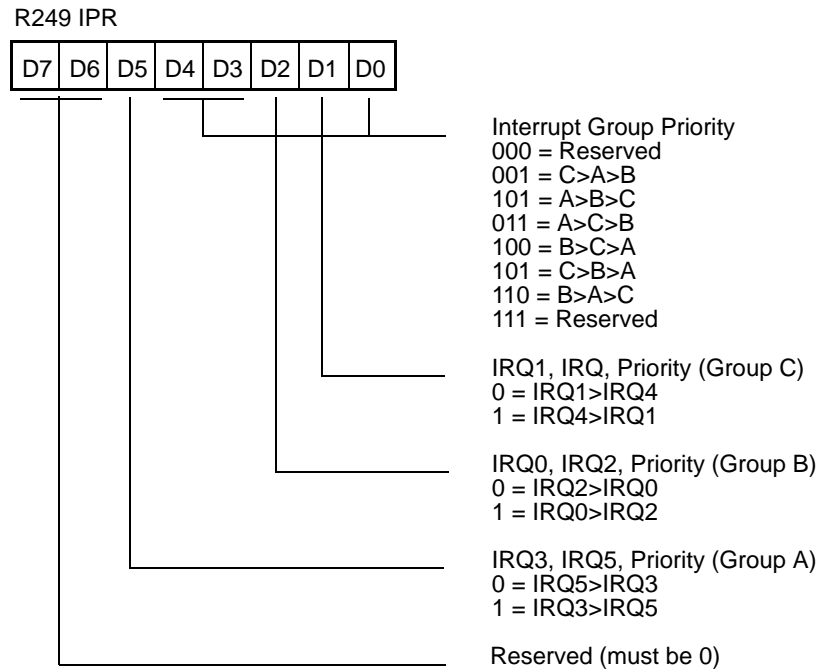 R249 IPR
D7 D6 D5 D4 D3 D2 D1 D0
Interrupt Group Priority
000 = Reserved
001 = C>A>B
101 = A>B>C
011 = A>C>B
100 = B>C>A
101 = C>B>A
110 = B>A>C
111 = Reserved
IRQ1, IRQ, Priority (Group C)
0 = IRQ1>IRQ4
1 = IRQ4>IRQ1
IRQ0, IRQ2, Priority (Group B)
0 = IRQ2>IRQ0
1 = IRQ0>IRQ2
IRQ3, IRQ5, Priority (Group A)
0 = IRQ5>IRQ3
1 = IRQ3>IRQ5
Reserved (must be 0)